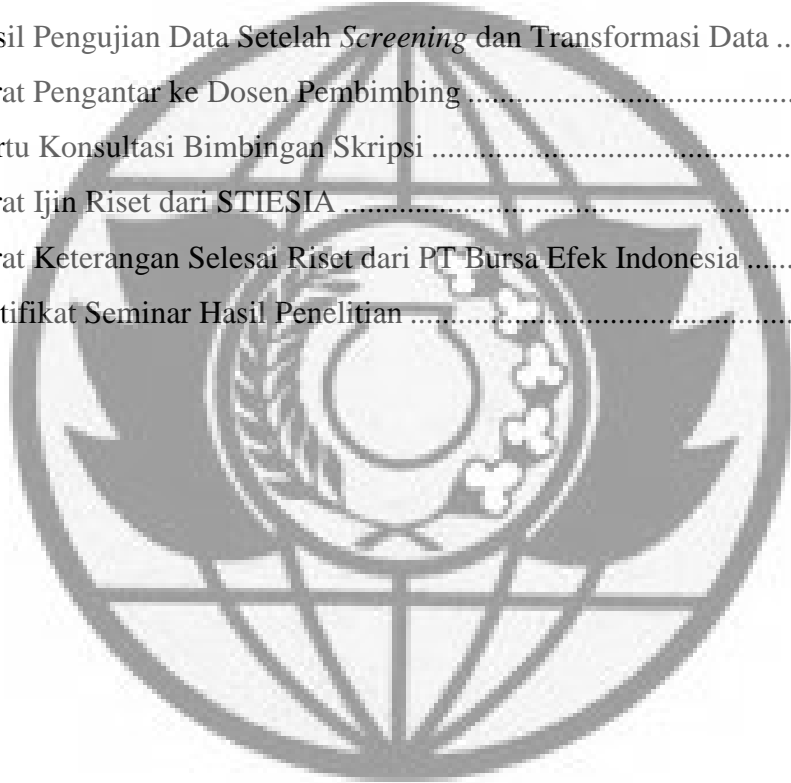 sil Pengujian Data Setelah Screening dan Transformasi Data ..
rat Pengantar ke Dosen Pembimbing ......................................................
rtu Konsultasi Bimbingan Skripsi ............................................................
rat Ijin Riset dari STIESIA ..........................................................................
rat Keterangan Selesai Riset dari PT Bursa Efek Indonesia ......
rtifikat Seminar Hasil Penelitian ................................................................